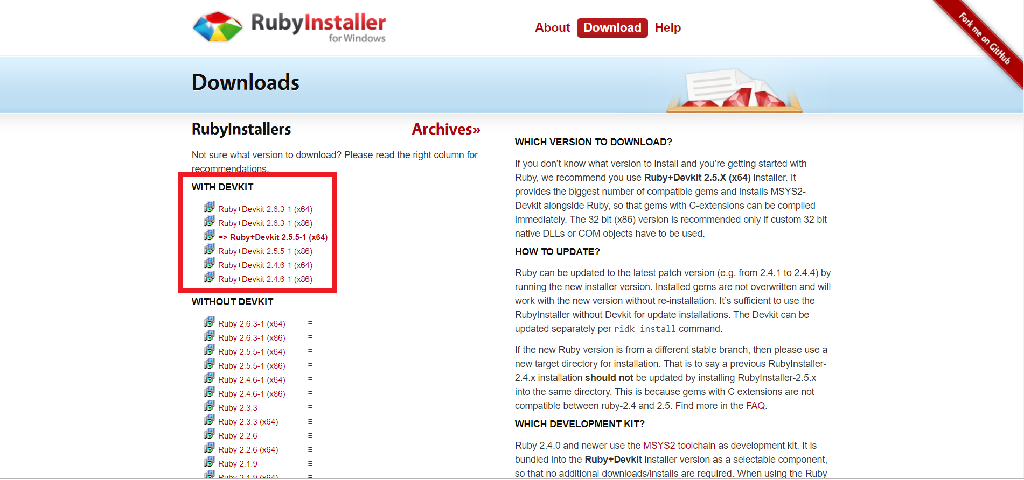 RubyInstaller
for Windows
About Download Help
Fork me on GitHub
Downloads
RubyInstallers Archives»
Not sure what version to download? Please read the right column for
recommendations.
WITH DEVKIT
Ruby+Devkit 2.6.3-1 (x64)
Ruby+Devkit 2.6.3-1 (x86)
=> Ruby+Devkit 2.5.5-1 (x64)
Ruby+Devkit 2.5.5-1 (x86)
Ruby+Devkit 2.4.6-1 (x64)
Ruby+Devkit 2.4.6-1 (x86)
WITHOUT DEVKIT
Ruby 2.6.3-1 (x64) =
Ruby 2.6.3-1 (x86) =
Ruby 2.5.5-1 (x64) =
Ruby 2.5.5-1 (x86) =
Ruby 2.4.6-1 (x64) =
Ruby 2.4.6-1 (x86) =
Ruby 2.3.3 =
Ruby 2.3.3 (x64) =
Ruby 2.2.6 =
Ruby 2.2.6 (x64) =
Ruby 2.1.9 =
Ruby 2.1.9 (x64) =
WHICH VERSION TO DOWNLOAD?
If you don't know what version to install and you're getting started with
Ruby, we recommend you use Ruby+Devkit 2.5.X (x64) installer. It
provides the biggest number of compatible gems and installs MSYS2-
Devkit alongside Ruby, so that gems with C-extensions can be compiled
immediately. The 32 bit (x86) version is recommended only if custom 32 bit
native DLLs or COM objects have to be used.
HOW TO UPDATE?
Ruby can be updated to the latest patch version (e.g. from 2.4.1 to 2.4.4) by
running the new installer version. Installed gems are not overwritten and will
work with the new version without re-installation. It's sufficient to use the
RubyInstaller without Devkit for update installations. The Devkit can be
updated separately per ridk install command.
If the new Ruby version is from a different stable branch, then please use a
new target directory for installation. That is to say a previous RubyInstaller-
2.4.x installation should not be updated by installing RubyInstaller-2.5.x
into the same directory. This is because gems with C extensions are not
compatible between ruby-2.4 and 2.5. Find more in the FAQ.
WHICH DEVELOPMENT KIT?
Ruby 2.4.0 and newer use the MSYS2 toolchain as development kit. It is
bundled into the Ruby+Devkit installer version as a selectable component,
so that no additional downloads/installs are required. When using the Ruby